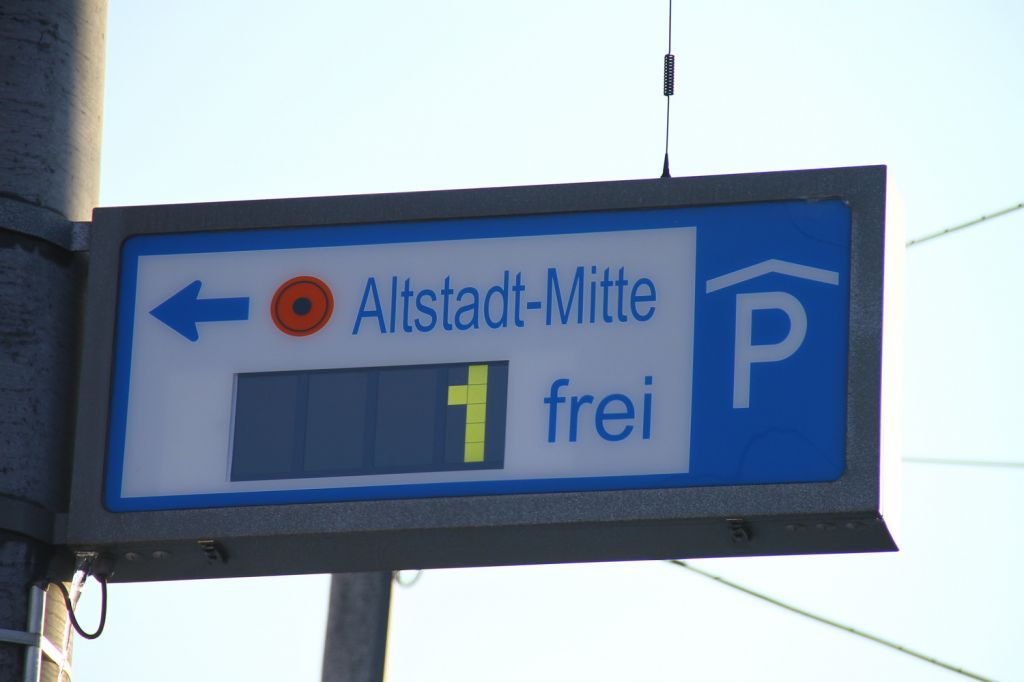 Altstadt-Mitte
1 frei
P